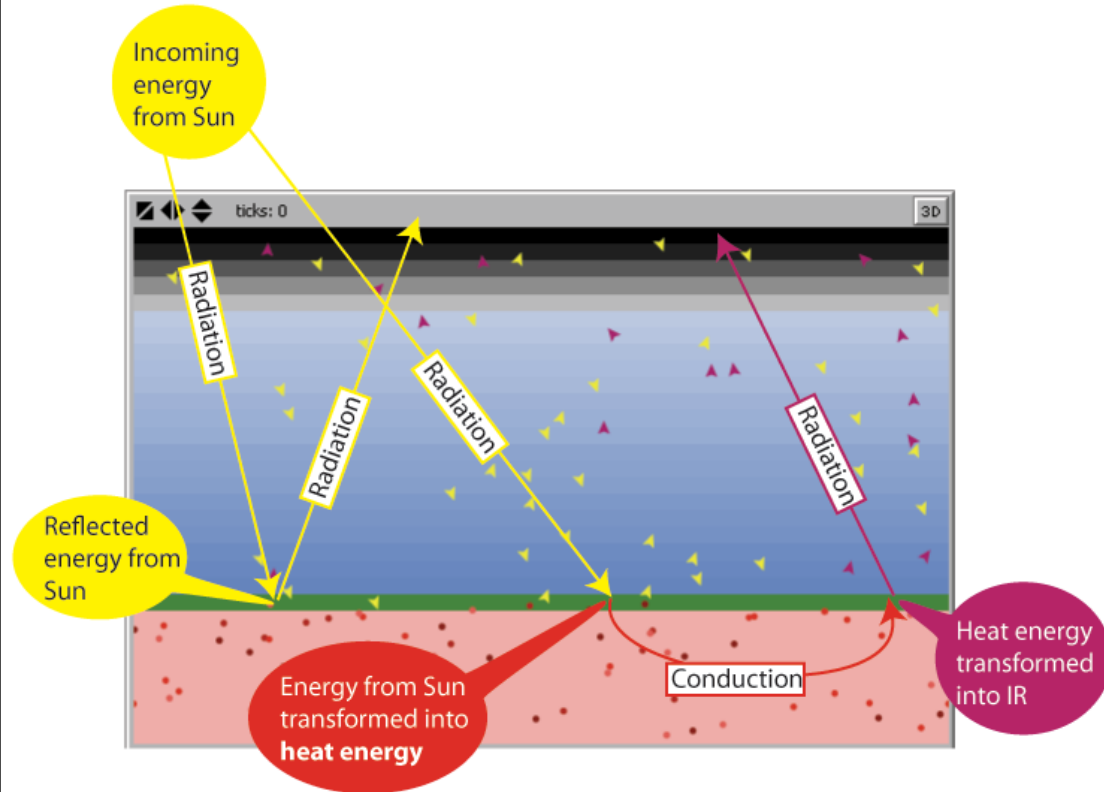 Incoming
energy
from Sun
ticks: 0
3D
Radiation
Radiation
Radiation
Radiation
Reflected
energy from
Sun
Energy from Sun
transformed into
heat energy
Conduction
Heat energy
transformed
into IR